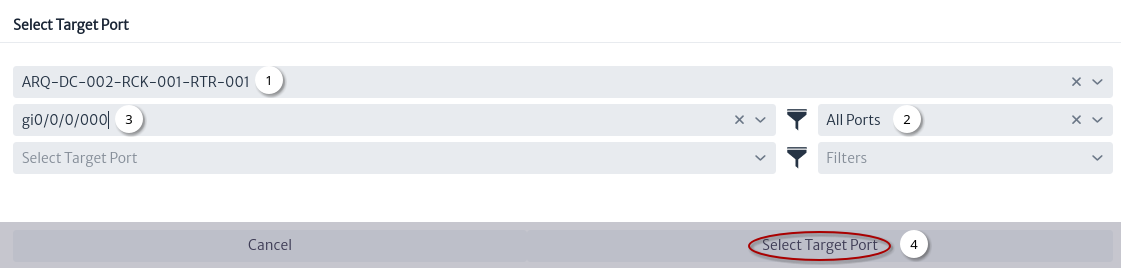 Select Target Port
ARQ-DC-002-RCK-001-RTR-001 1
gi0/0/0/000 3 All Ports 2
Select Target Port Filters
Cancel Select Target Port 4